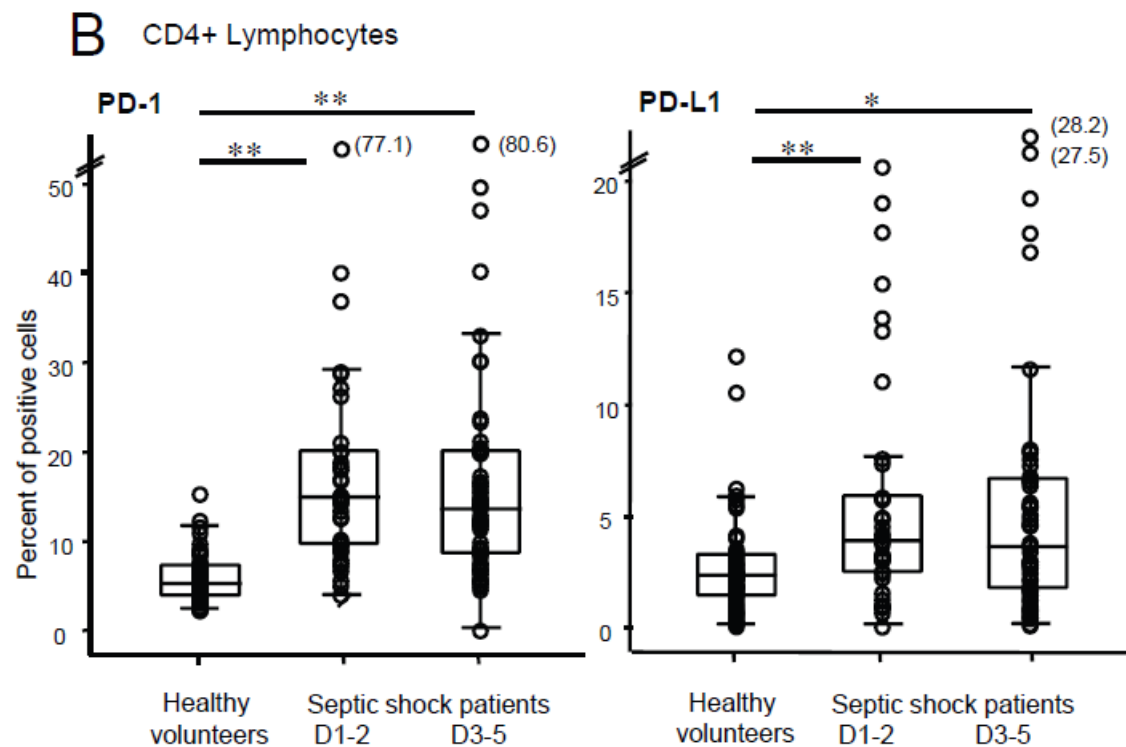 B CD4+ Lymphocytes
PD-1
**
**
(77.1)
(80.6)
Percent of positive cells
50
40
30
20
10
0
Healthy volunteers
Septic shock patients
D1-2 D3-5
PD-L1
*
**
(28.2)
(27.5)
20
15
10
5
0
Healthy volunteers
Septic shock patients
D1-2 D3-5